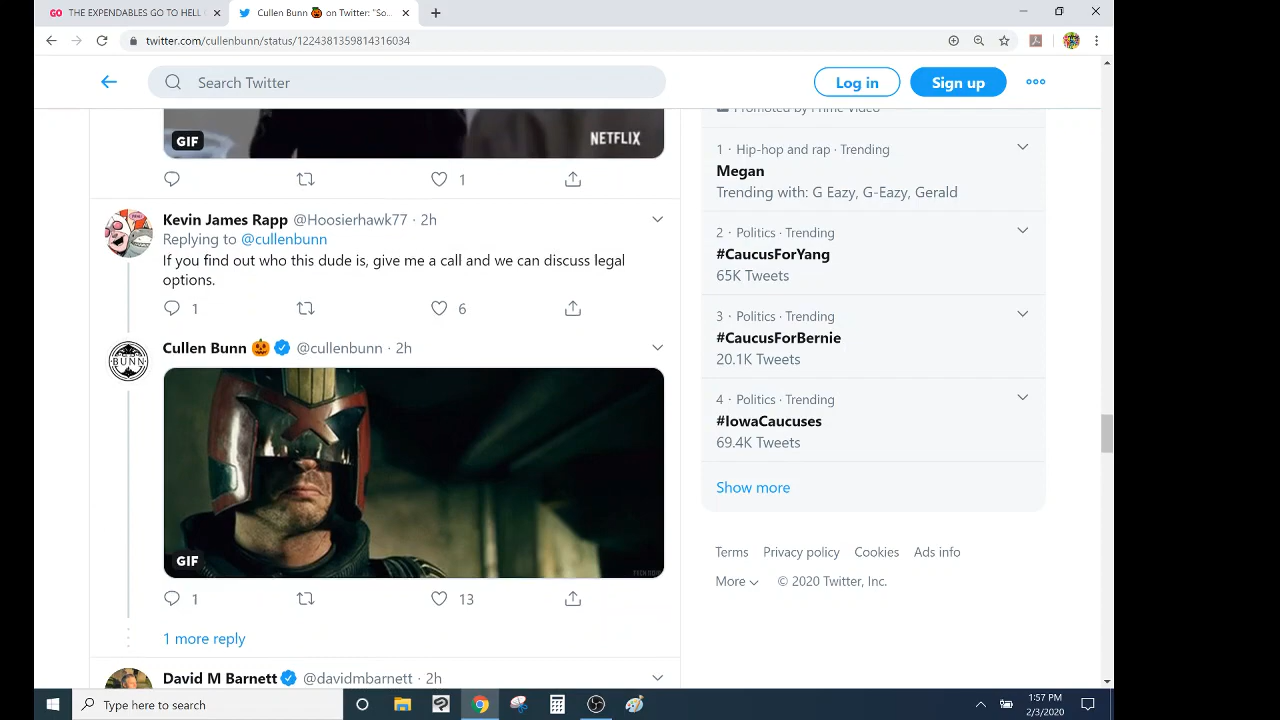 THE EXPENDABLES GO TO HELL
Cullen Bunn 🎃 on Twitter: "So...
twitter.com/cullenbunn/status/1224381359814316034
Search Twitter
Log in
Sign up
GIF
NETFLIX
1
Kevin James Rapp @Hoosierhawk77 · 2h
Replying to @cullenbunn
If you find out who this dude is, give me a call and we can discuss legal
options.
1
6
BUNN
Cullen Bunn 🎃 @cullenbunn · 2h
GIF
1
13
1 more reply
David M Barnett @davidmbarnett · 2h
Promoted by Prime Video
1 · Hip-hop and rap · Trending
Megan
Trending with: G Eazy, G-Eazy, Gerald
2 · Politics · Trending
#CaucusForYang
65K Tweets
3 · Politics · Trending
#CaucusForBernie
20.1K Tweets
4 · Politics · Trending
#IowaCaucuses
69.4K Tweets
Show more
Terms Privacy policy Cookies Ads info
More © 2020 Twitter, Inc.
Type here to search
1:57 PM
2/3/2020